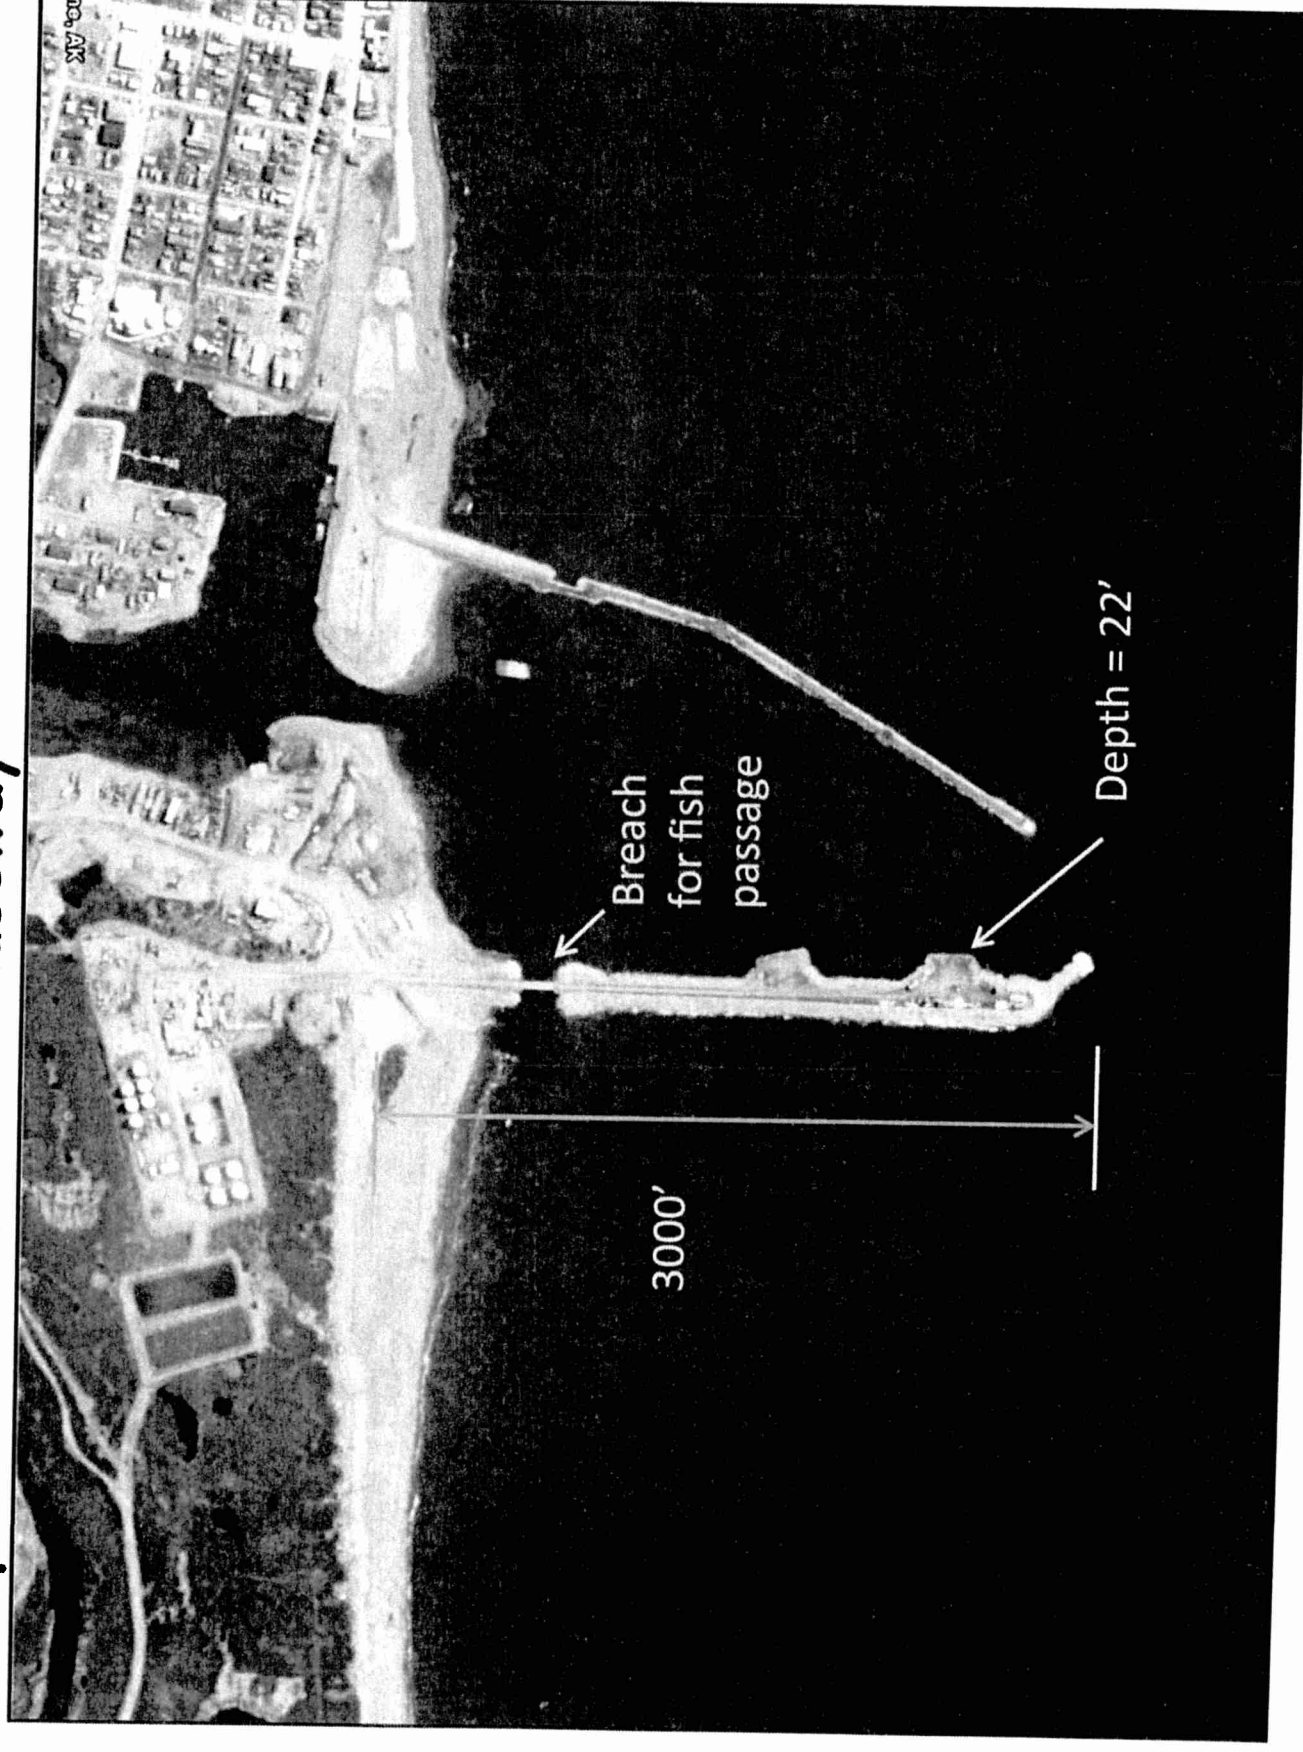 Breach
for fish
passage
Depth = 22'
3000'